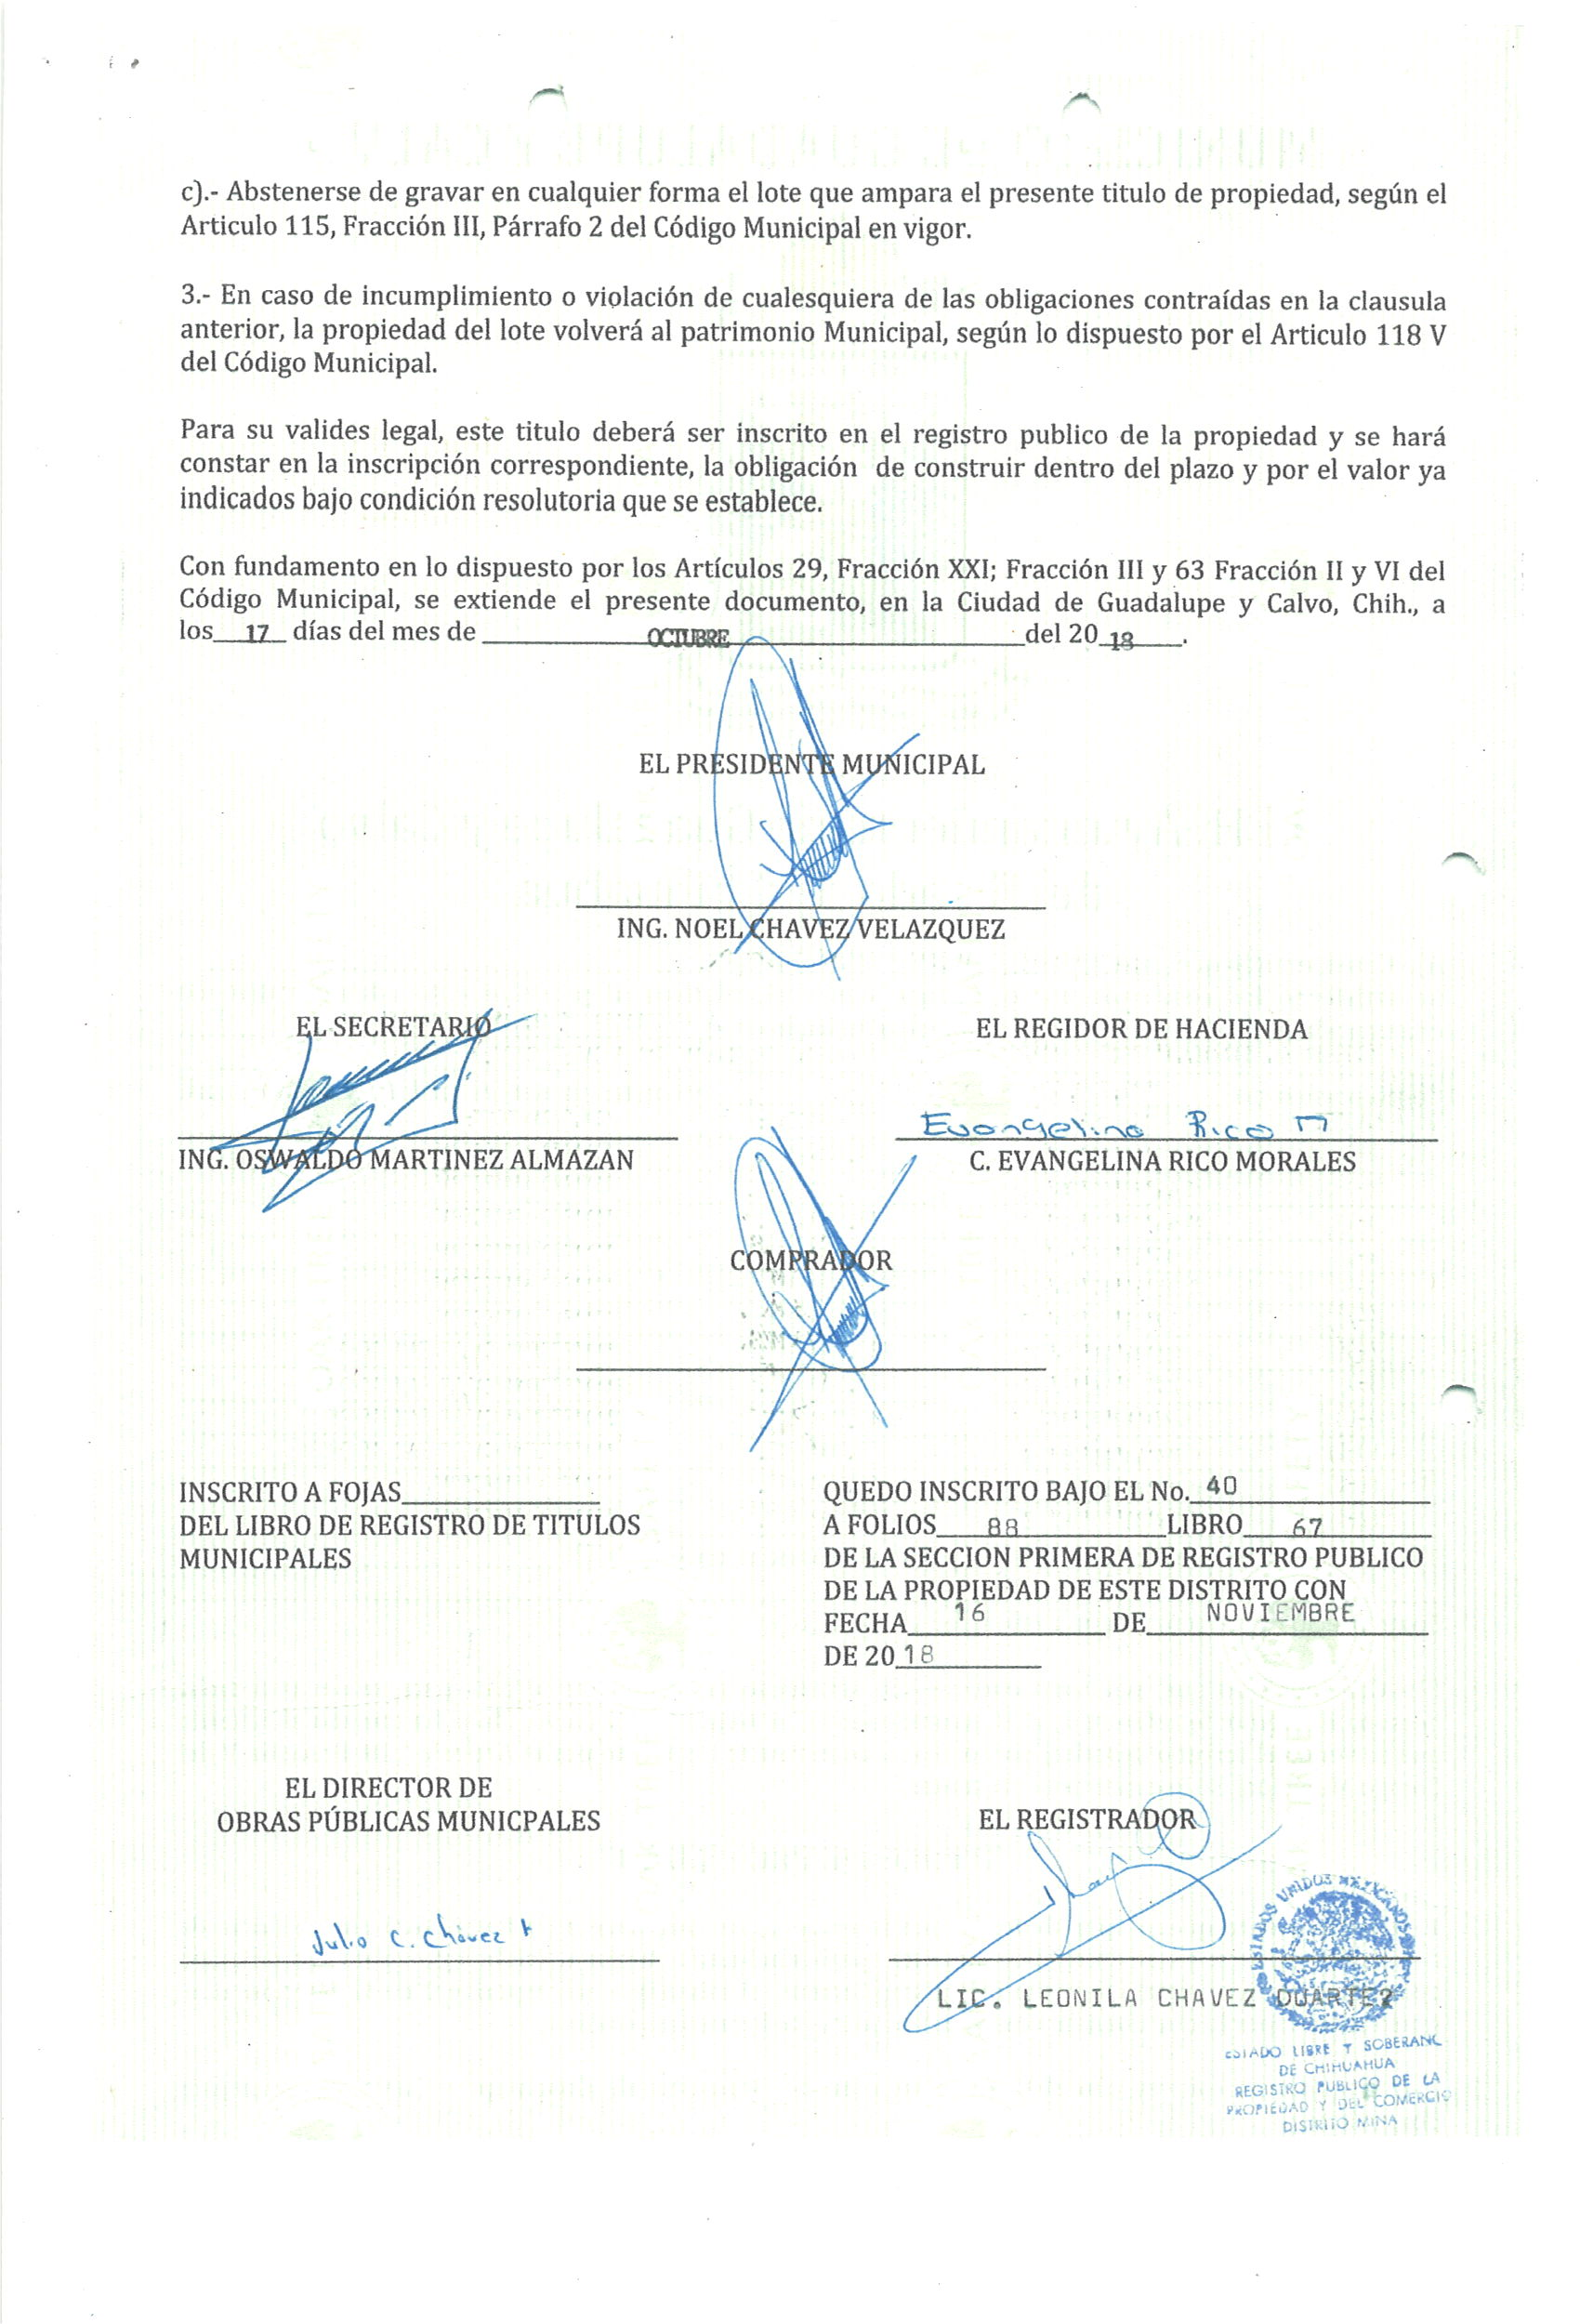 c).- Abstenerse de gravar en cualquier forma el lote que ampara el presente titulo de propiedad, según el
Articulo 115, Fracción III, Párrafo 2 del Código Municipal en vigor.
3.- En caso de incumplimiento o violación de cualesquiera de las obligaciones contraídas en la clausula
anterior, la propiedad del lote volverá al patrimonio Municipal, según lo dispuesto por el Articulo 118 V
del Código Municipal.
Para su valides legal, este titulo deberá ser inscrito en el registro publico de la propiedad y se hará
constar en la inscripción correspondiente, la obligación de construir dentro del plazo y por el valor ya
indicados bajo condición resolutoria que se establece.
Con fundamento en lo dispuesto por los Artículos 29, Fracción XXI; Fracción III y 63 Fracción II y VI del
Código Municipal, se extiende el presente documento, en la Ciudad de Guadalupe y Calvo, Chih., a
los 17 días del mes de OCTUBRE del 20 18.
EL PRESIDENTE MUNICIPAL
ING. NOEL CHAVEZ VELAZQUEZ
EL SECRETARIO
EL REGIDOR DE HACIENDA
Evangelina Rico M
ING. OSWALDO MARTINEZ ALMAZAN
C. EVANGELINA RICO MORALES
COMPRADOR
INSCRITO A FOJAS
DEL LIBRO DE REGISTRO DE TITULOS
MUNICIPALES
QUEDO INSCRITO BAJO EL No. 40
A FOLIOS 88 LIBRO 67
DE LA SECCION PRIMERA DE REGISTRO PUBLICO
DE LA PROPIEDAD DE ESTE DISTRITO CON
FECHA 16 DE NOVIEMBRE
DE 20 18
EL DIRECTOR DE
OBRAS PÚBLICAS MUNICPALES
Julio C. Chávez
EL REGISTRADOR
LIC. LEONILA CHAVEZ DUARTEZ
ESTADOS UNIDOS MEXICANOS
ESTADO LIBRE Y SOBERANO
DE CHIHUAHUA
REGISTRO PUBLICO DE LA
PROPIEDAD Y DEL COMERCIO
DISTRITO MINA